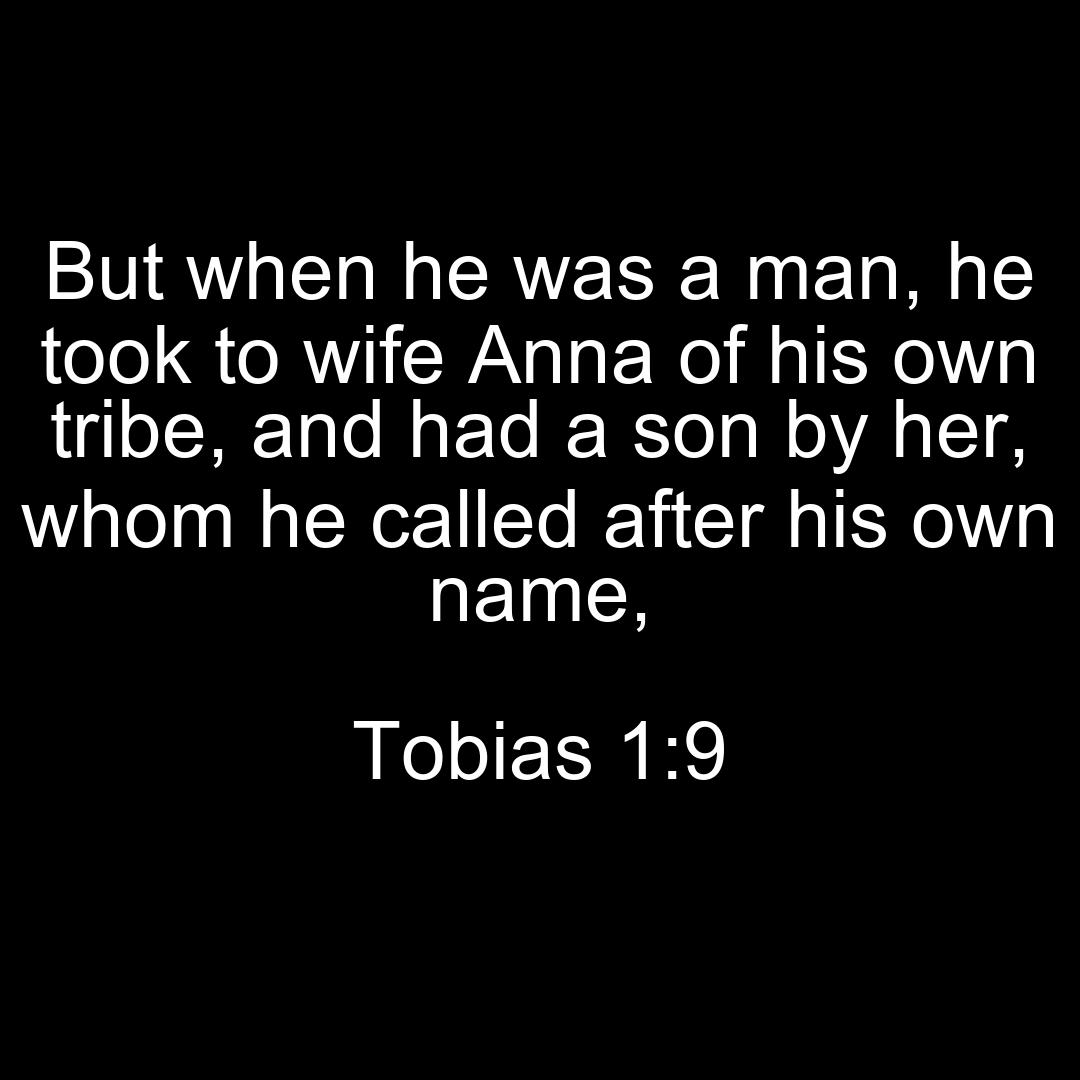 But when he was a man, he
took to wife Anna of his own
tribe, and had a son by her,
whom he called after his own
name,
Tobias 1:9